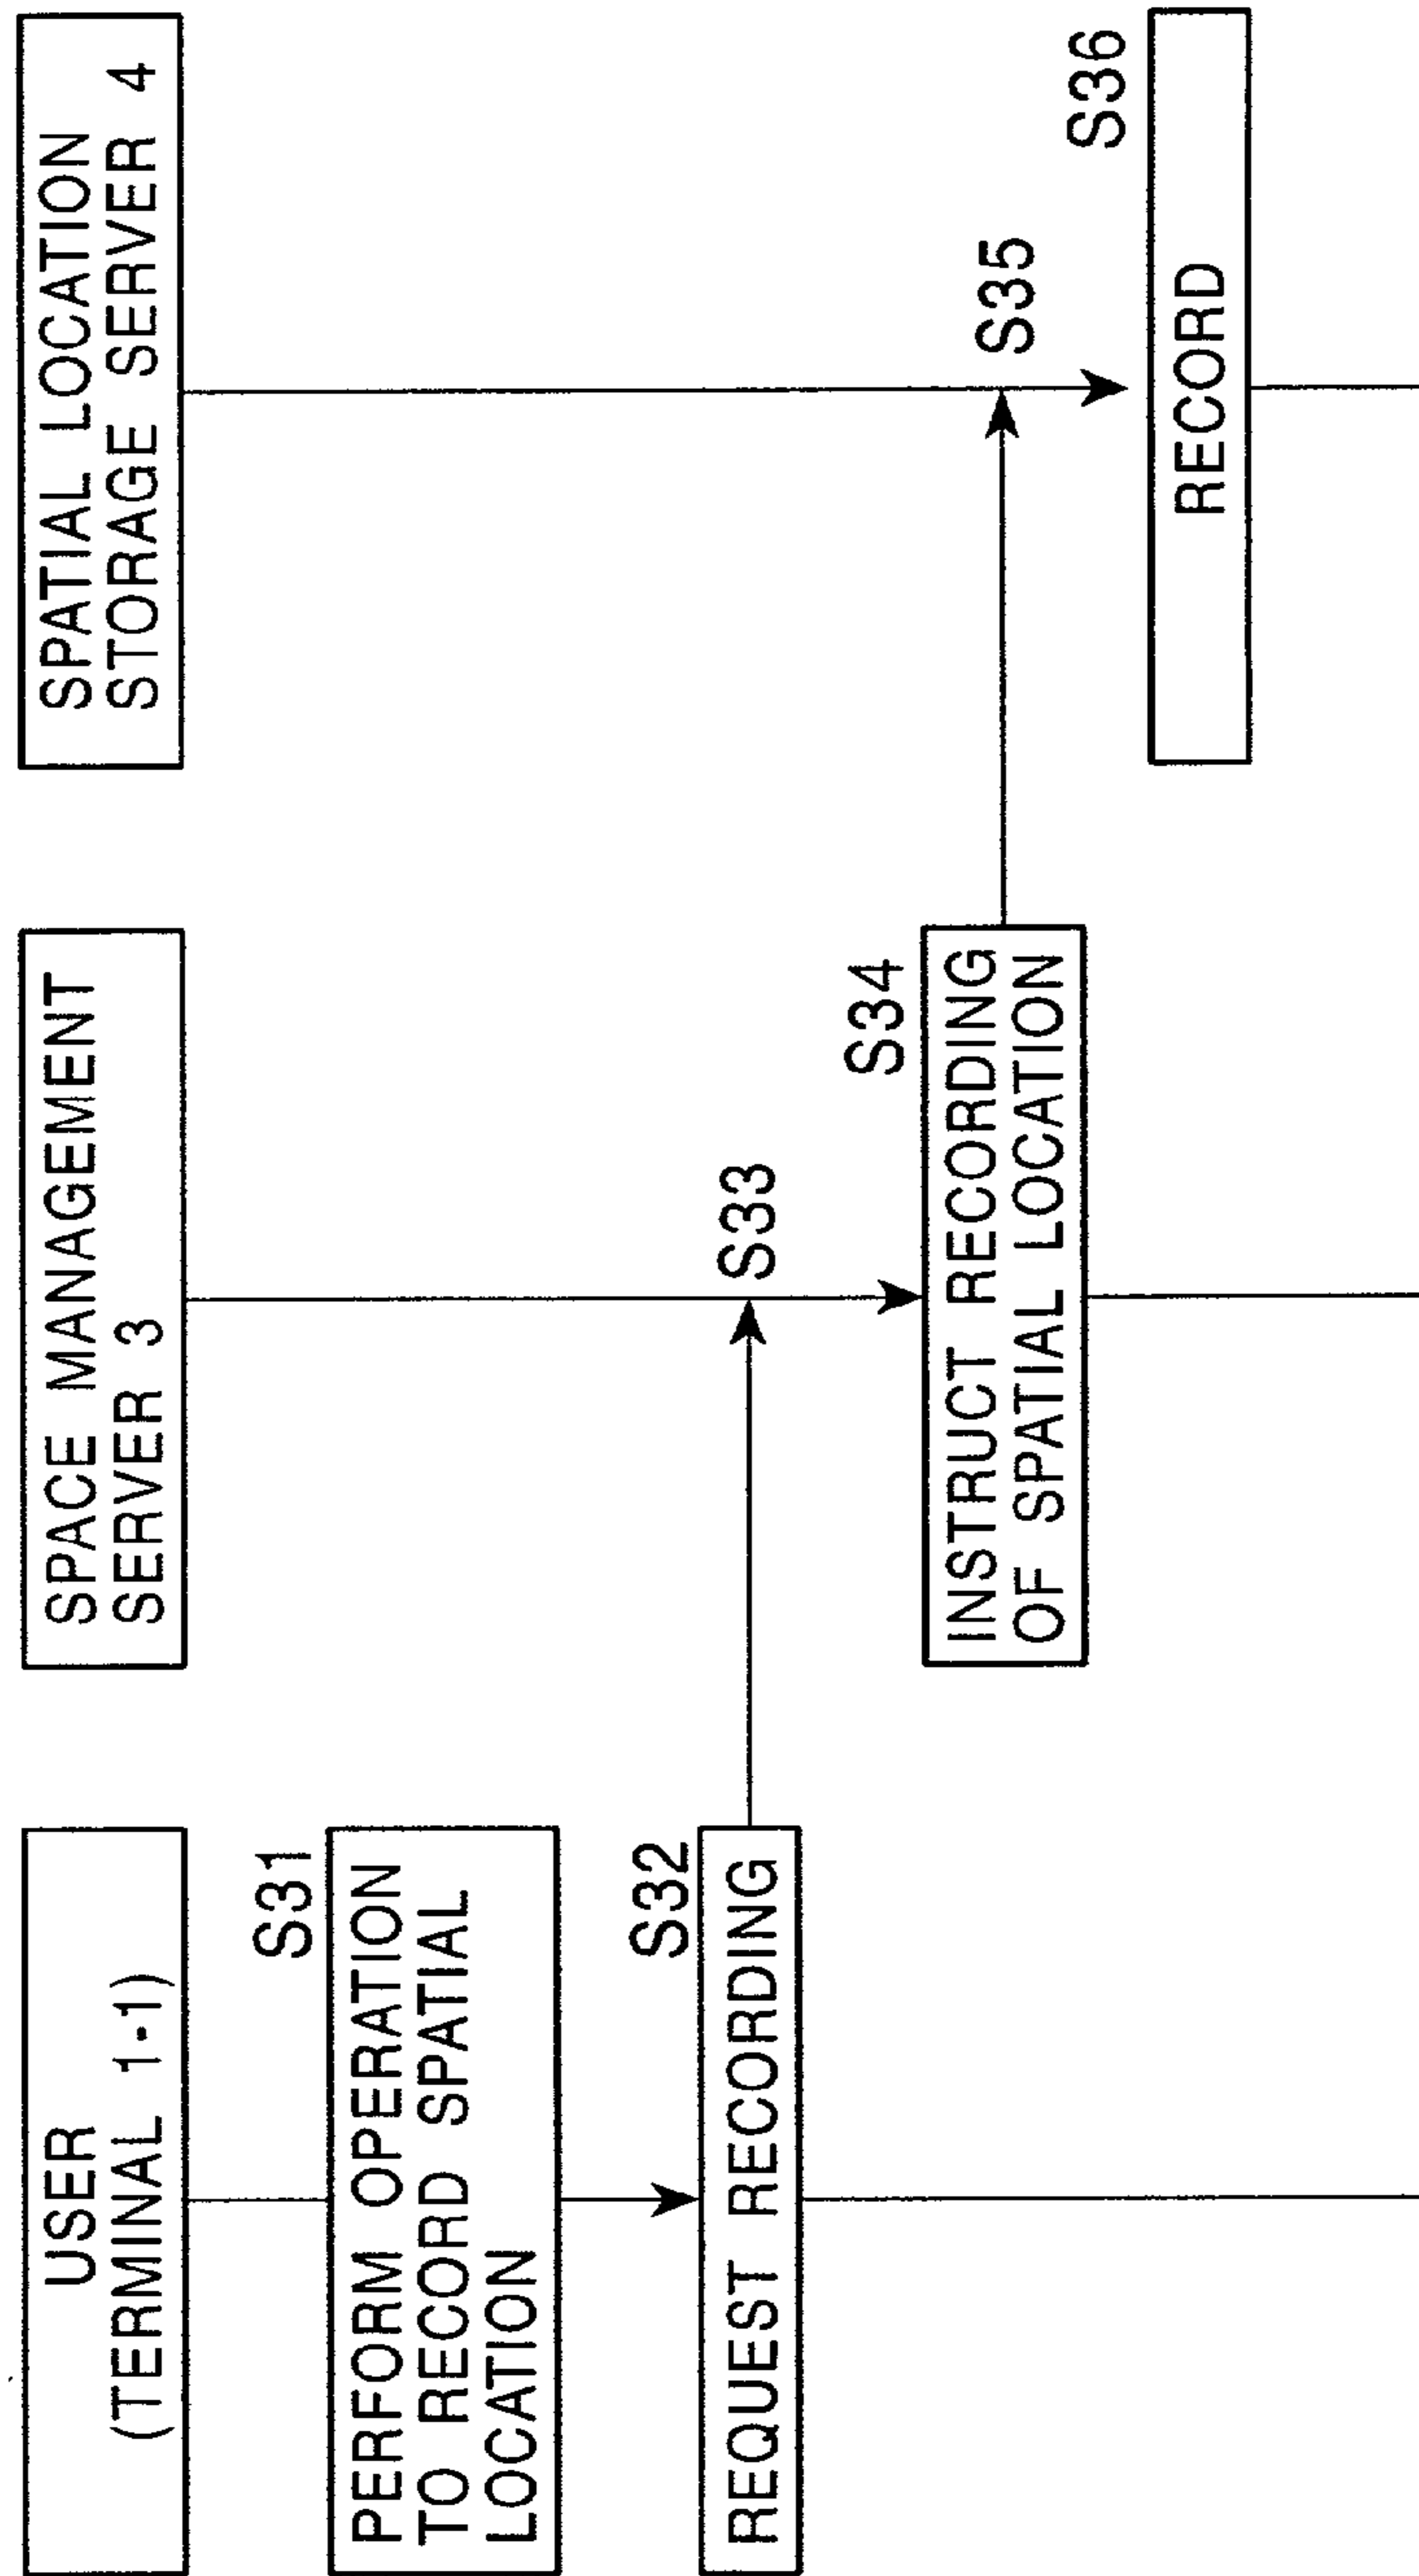 USER
(TERMINAL 1-1)
SPACE MANAGEMENT
SERVER 3
SPATIAL LOCATION
STORAGE SERVER 4
S31
PERFORM OPERATION
TO RECORD SPATIAL
LOCATION
S32
REQUEST RECORDING
S33
S34
INSTRUCT RECORDING
OF SPATIAL LOCATION
S35
S36
RECORD